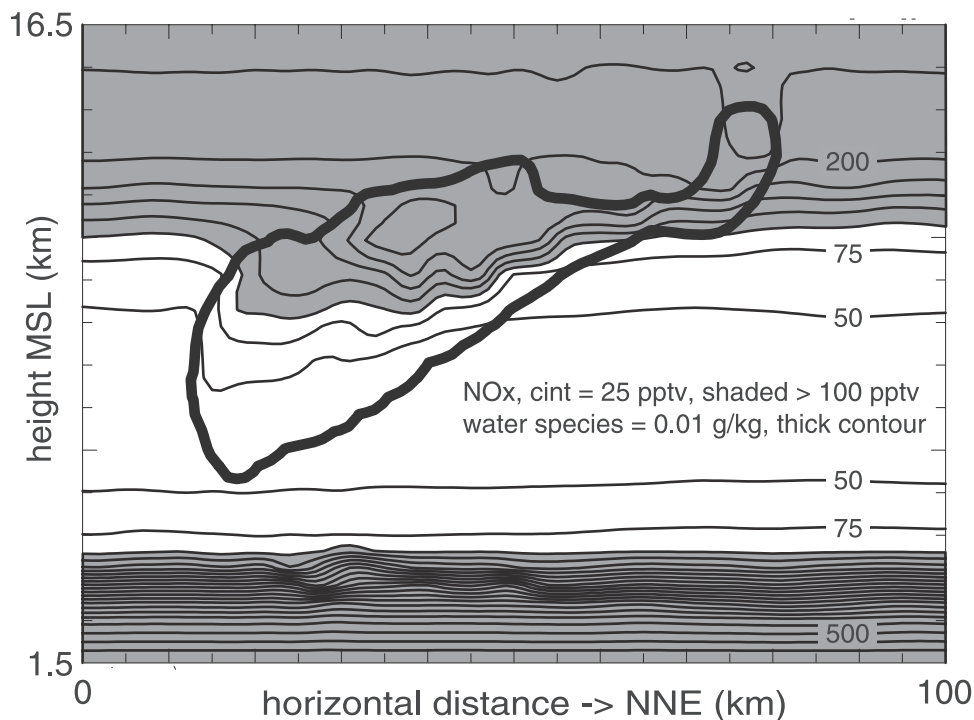 16.5
200
75
50
NOx, cint = 25 pptv, shaded > 100 pptv
water species = 0.01 g/kg, thick contour
50
75
500
1.5
0
100
horizontal distance -> NNE (km)
height MSL (km)